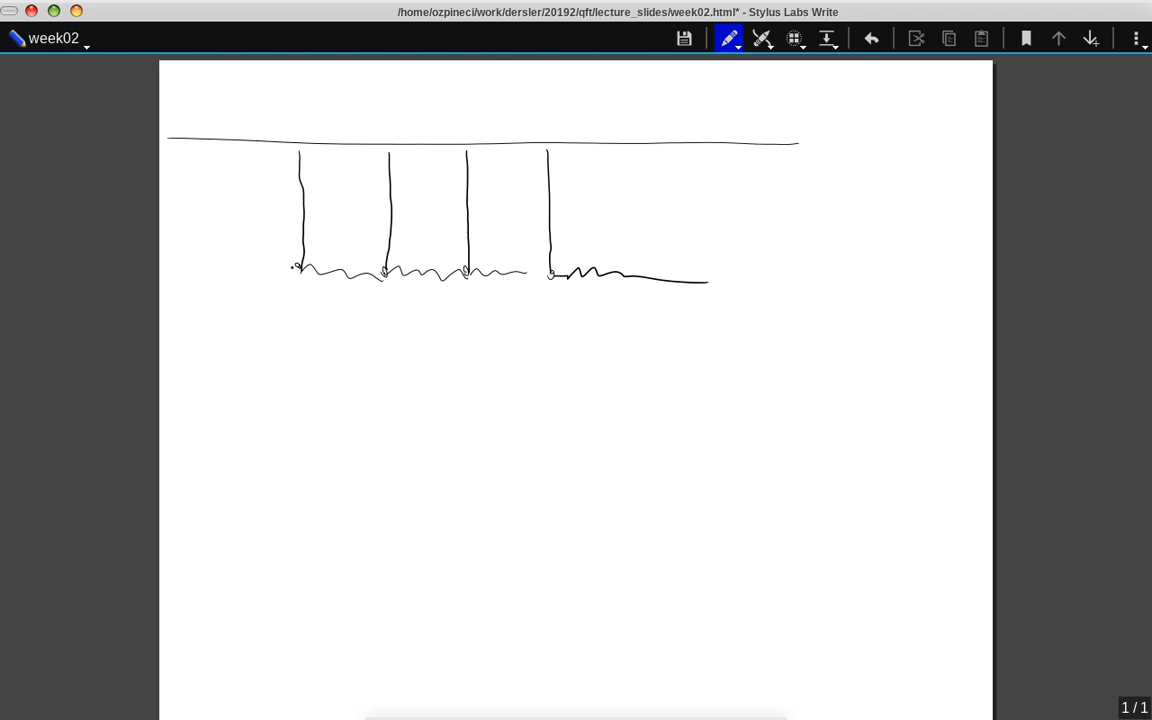 /home/ozpineci/work/dersler/20192/qft/lecture_slides/week02.html* - Stylus Labs Write
week02
1 / 1